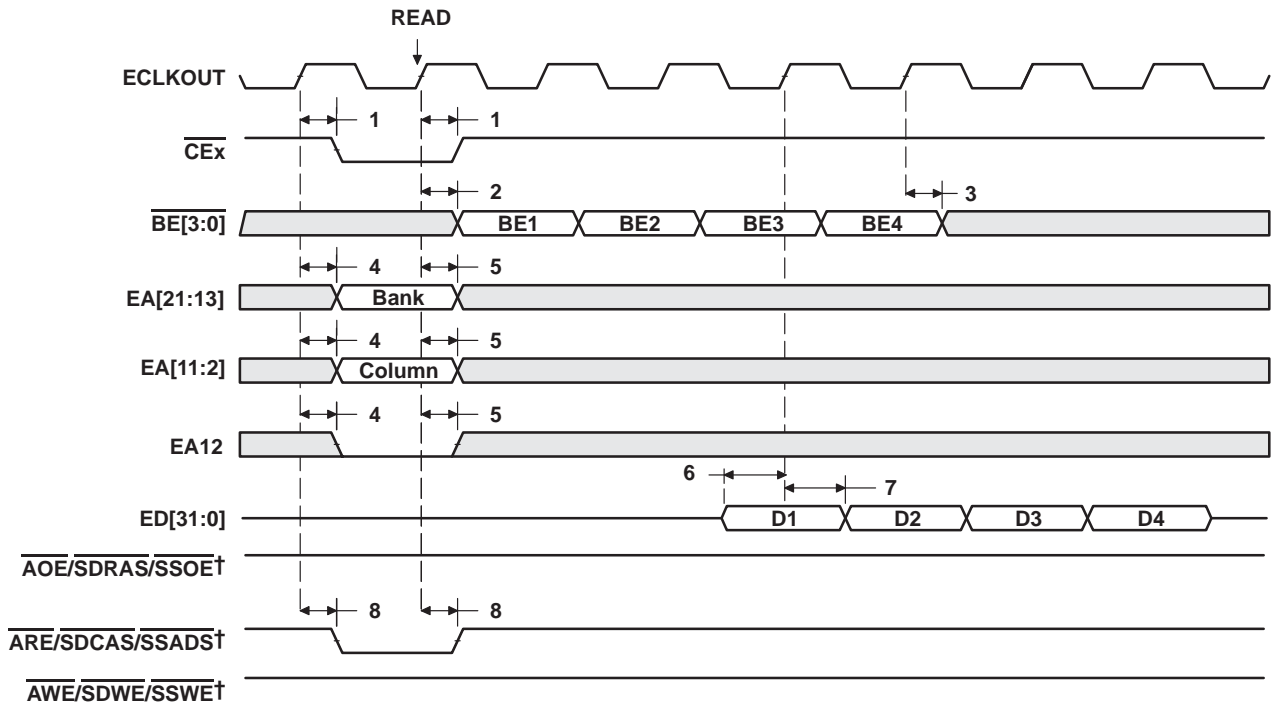 READ
ECLKOUT
1 1
CEx
2 3
BE[3:0] BE1 BE2 BE3 BE4
4 5
EA[21:13] Bank
4 5
EA[11:2] Column
4 5
EA12
6 7
ED[31:0] D1 D2 D3 D4
AOE/SDRAS/SSOE†
8 8
ARE/SDCAS/SSADS†
AWE/SDWE/SSWE†